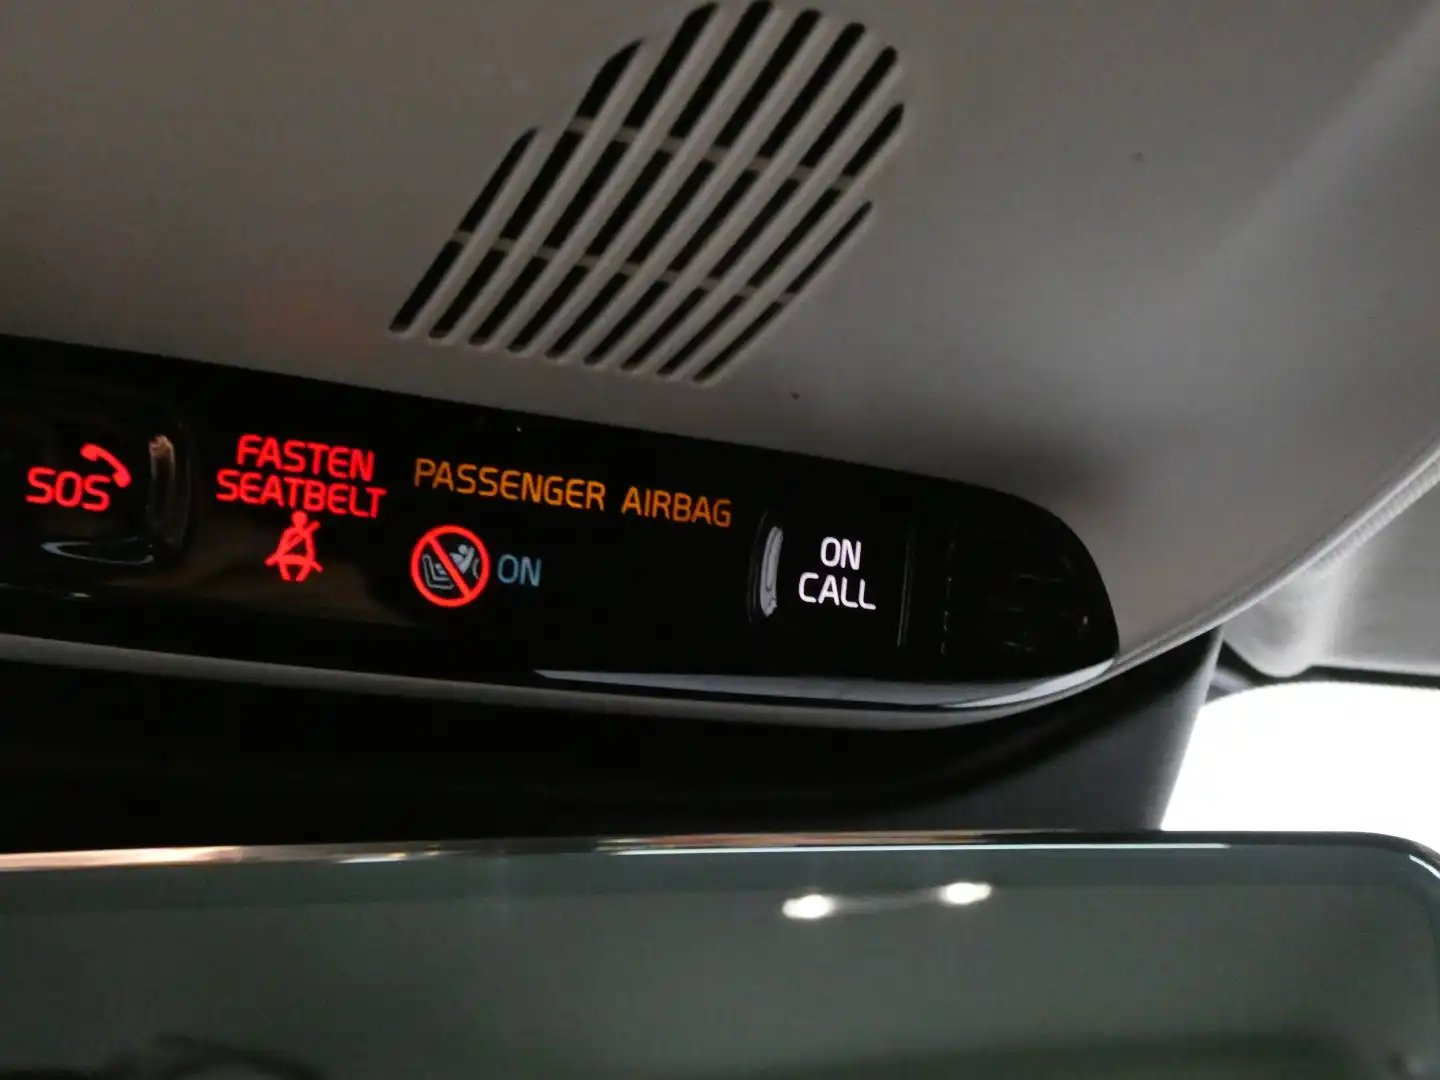 SOS
FASTEN
SEATBELT
PASSENGER AIRBAG
ON
ON
CALL